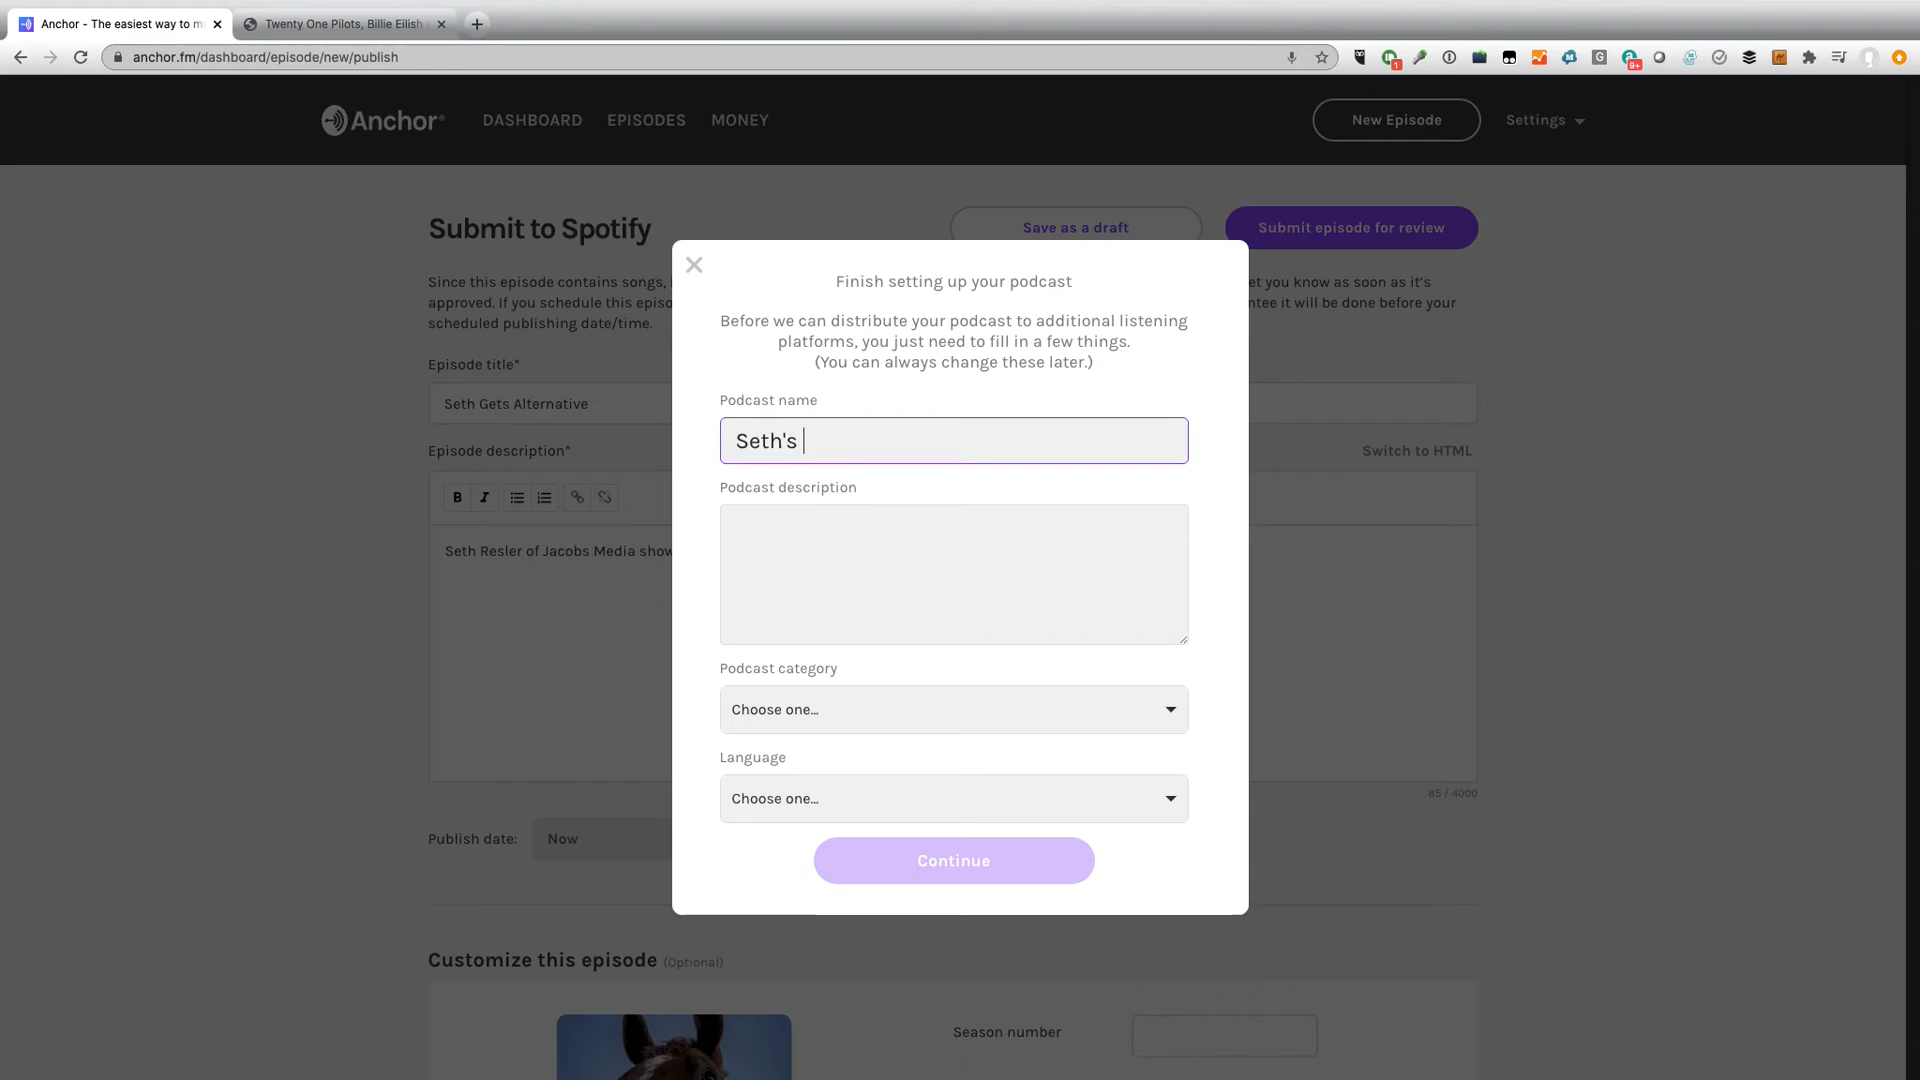 Anchor - The easiest way to m
Twenty One Pilots, Billie Eilish
anchor.fm/dashboard/episode/new/publish
1
9+
G
Anchor
DASHBOARD
EPISODES
MONEY
New Episode
Settings
Submit to Spotify
Save as a draft
Submit episode for review
Since this episode contains songs,
et you know as soon as it's
approved. If you schedule this episo
ntee it will be done before your
scheduled publishing date/time.
Episode title*
Seth Gets Alternative
Episode description*
Switch to HTML
B I
Seth Resler of Jacobs Media show
85 / 4000
Publish date:
Now
Finish setting up your podcast
Before we can distribute your podcast to additional listening
platforms, you just need to fill in a few things.
(You can always change these later.)
Podcast name
Seth's
Podcast description
Podcast category
Choose one...
Language
Choose one...
Continue
Customize this episode (Optional)
Season number